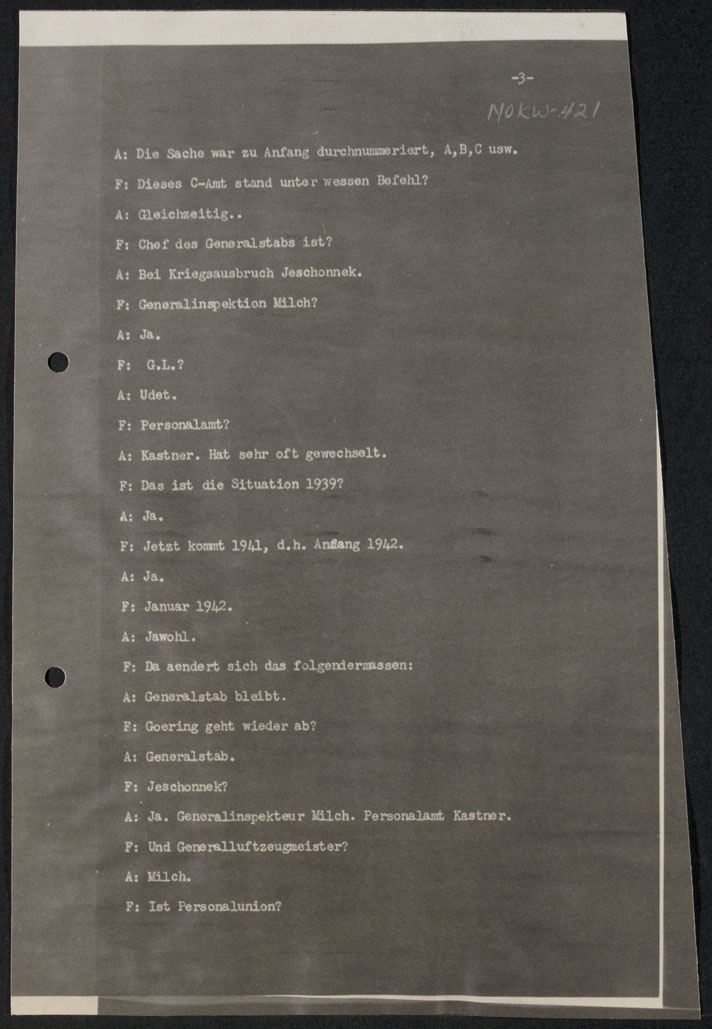 -3-
NOKW-421
A: Die Sache war zu Anfang durchnummeriert, A,B,C usw.
F: Dieses C-Amt stand unter wessen Befehl?
A: Gleichzeitig..
F: Chef des Generalstabs ist?
A: Bei Kriegsausbruch Jeschonnek.
F: Generalinspektion Milch?
A: Ja.
F: G.L.?
A: Udet.
F: Personalamt?
A: Kastner. Hat sehr oft gewechselt.
F: Das ist die Situation 1939?
A: Ja.
F: Jetzt kommt 1941, d.h. Anfang 1942.
A: Ja.
F: Januar 1942.
A: Jawohl.
F: Da aendert sich das folgendermassen:
A: Generalstab bleibt.
F: Goering geht wieder ab?
A: Generalstab.
F: Jeschonnek?
A: Ja. Generalinspekteur Milch. Personalamt Kastner.
F: Und Generalluftzeugmeister?
A: Milch.
F: Ist Personalunion?